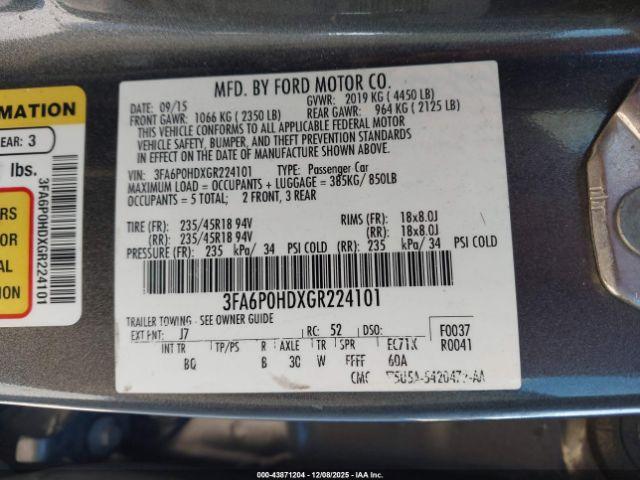 RMATION
EAR: 3
lbs.
RS
OR
AL
3FA6P0HDXGR224101
MFD. BY FORD MOTOR CO.
DATE: 09/15 GVWR: 2019 KG ( 4450 LB)
FRONT GAWR: 1066 KG ( 2350 LB) REAR GAWR: 964 KG ( 2125 LB)
THIS VEHICLE CONFORMS TO ALL APPLICABLE FEDERAL MOTOR
VEHICLE SAFETY, BUMPER, AND THEFT PREVENTION STANDARDS
IN EFFECT ON THE DATE OF MANUFACTURE SHOWN ABOVE.
VIN: 3FA6P0HDXGR224101 TYPE: Passenger Car
MAXIMUM LOAD = OCCUPANTS + LUGGAGE = 385KG/ 850LB
OCCUPANTS = 5 TOTAL; 2 FRONT, 3 REAR
TIRE (FR): 235/45R18 94V RIMS (FR): 18x8.0J
(RR): 235/45R18 94V (RR): 18x8.0J
PRESSURE (FR): 235 kPa/ 34 PSI COLD (RR): 235 kPa/ 34 PSI COLD
3FA6P0HDXGR224101
TRAILER TOWING - SEE OWNER GUIDE
EXT PNT: J7 RC: 52 DSO: F0037
INT TR TP/PS R AXLE TR SPR R0041
BQ B 30 W FFFF 60A
00-43871204 - 12/08/2025 - IAAI.COM